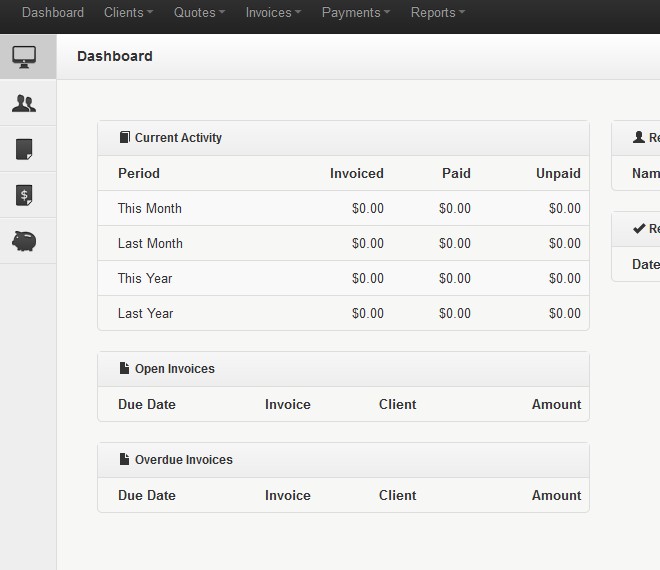 Dashboard Clients Quotes Invoices Payments Reports
Dashboard
Current Activity
Period Invoiced Paid Unpaid
This Month $0.00 $0.00 $0.00
Last Month $0.00 $0.00 $0.00
This Year $0.00 $0.00 $0.00
Last Year $0.00 $0.00 $0.00
Open Invoices
Due Date Invoice Client Amount
Overdue Invoices
Due Date Invoice Client Amount
Re
Nam
Re
Date
$